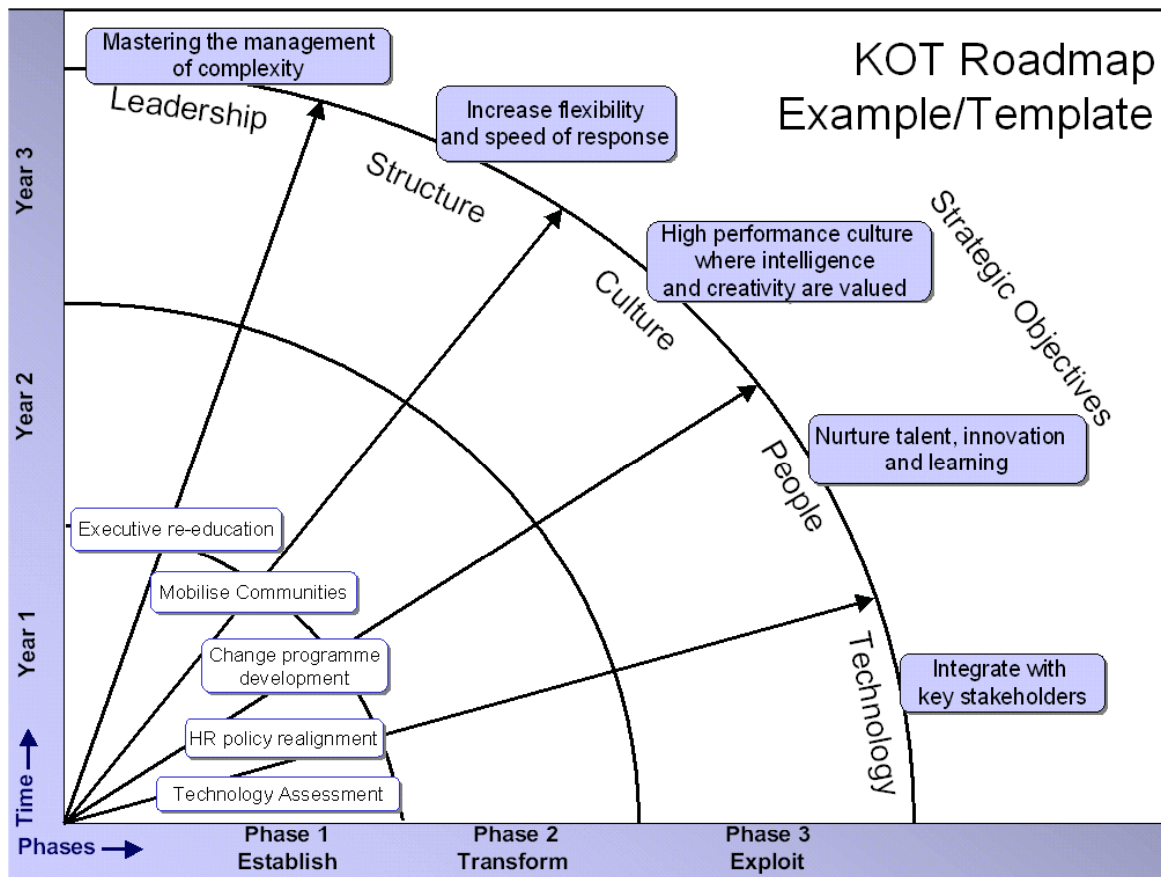 KOT Roadmap
Example/Template
Mastering the management
of complexity
Leadership
Increase flexibility
and speed of response
Structure
High performance culture
where intelligence
and creativity are valued
Culture
Strategic Objectives
Nurture talent, innovation
and learning
People
Integrate with
key stakeholders
Technology
Year 3
Year 2
Year 1
Time
Executive re-education
Mobilise Communities
Change programme
development
HR policy realignment
Technology Assessment
Phases
Phase 1
Establish
Phase 2
Transform
Phase 3
Exploit